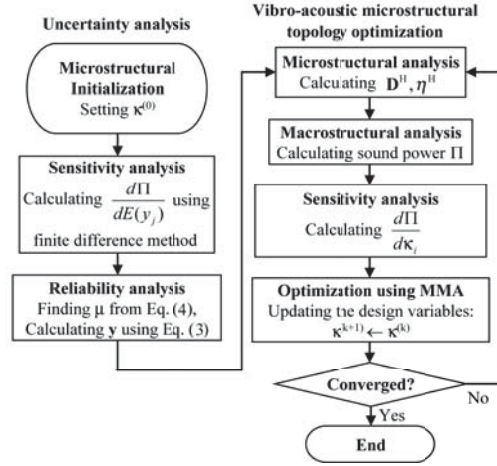 Uncertainty analysis
Microstructural
Initialization
Setting κ⁽⁰⁾
Sensitivity analysis
Calculating dΠ/dE(y_j) using
finite difference method
Reliability analysis
Finding μ from Eq. (4),
Calculating y using Eq. (3)
Vibro-acoustic microstructural
topology optimization
Microstructural analysis
Calculating Dᴴ, ηᴴ
Macrostructural analysis
Calculating sound power Π
Sensitivity analysis
Calculating dΠ/dκ_i
Optimization using MMA
Updating the design variables:
κ^(k+1) ← κ^(k)
Converged?
No
Yes
End